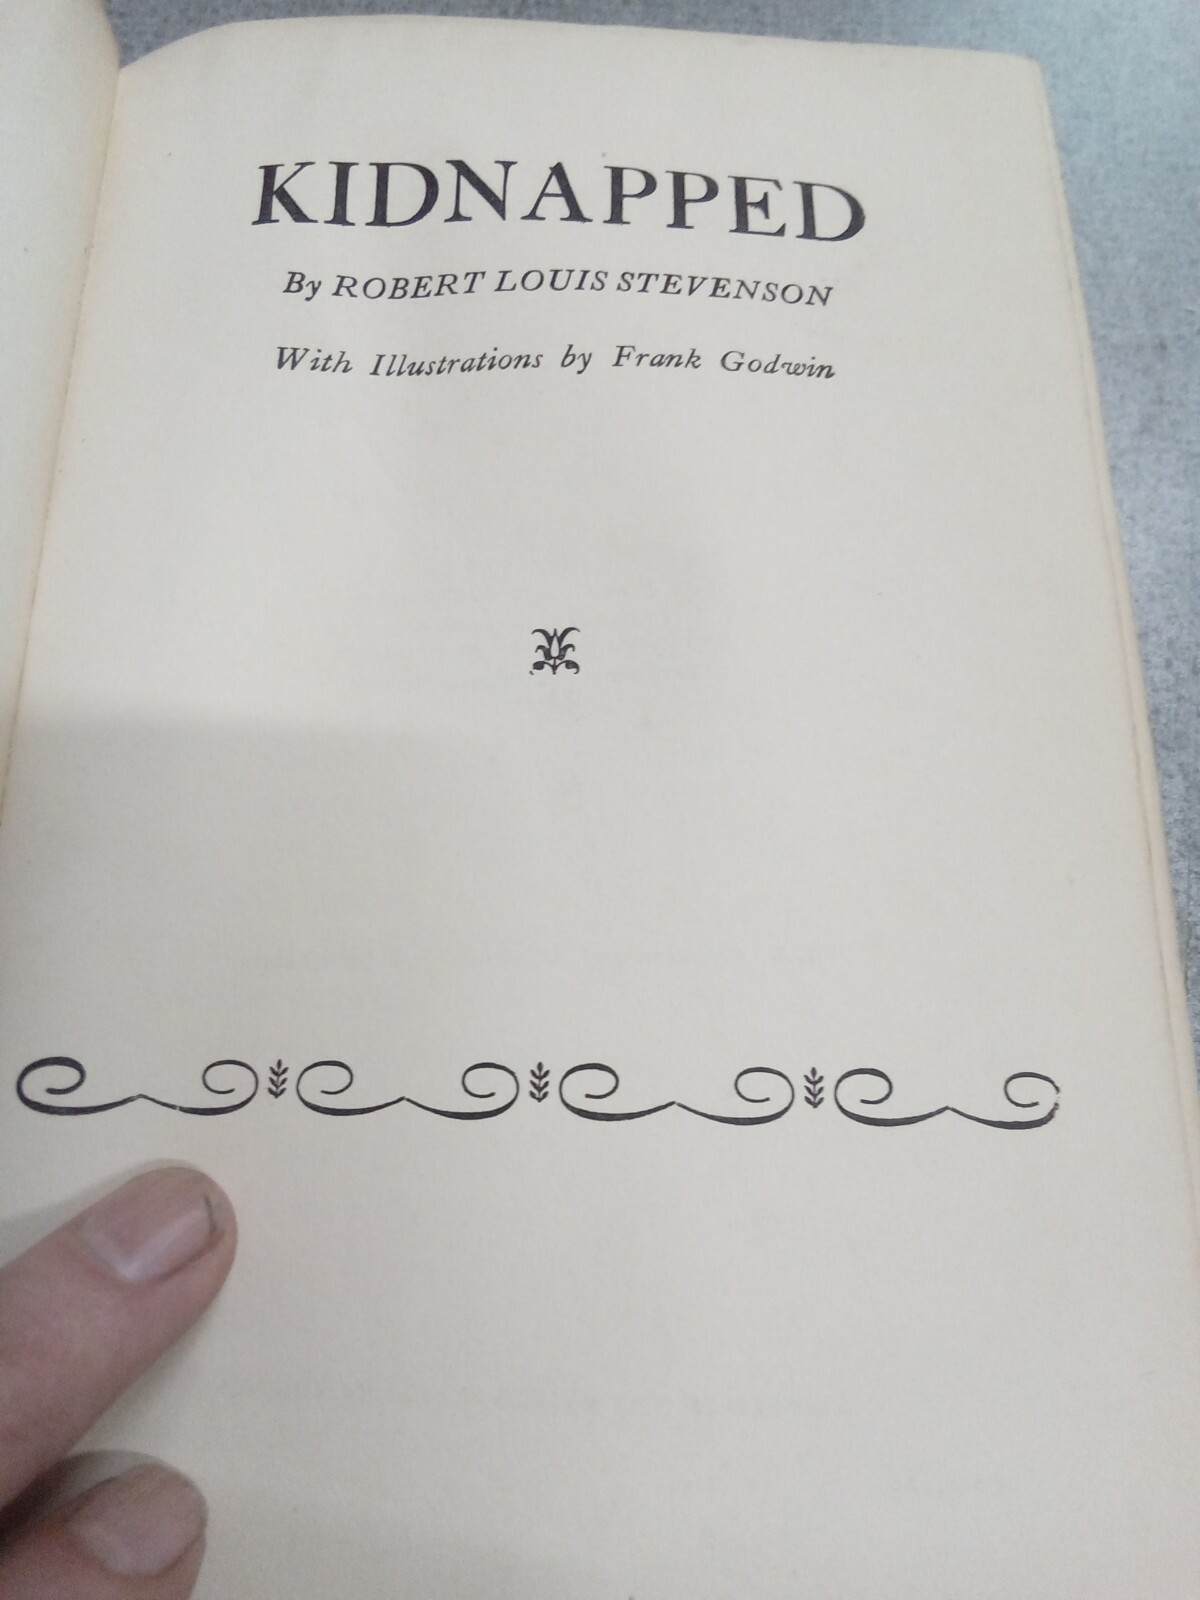 KIDNAPPED
By ROBERT LOUIS STEVENSON
With Illustrations by Frank Godwin